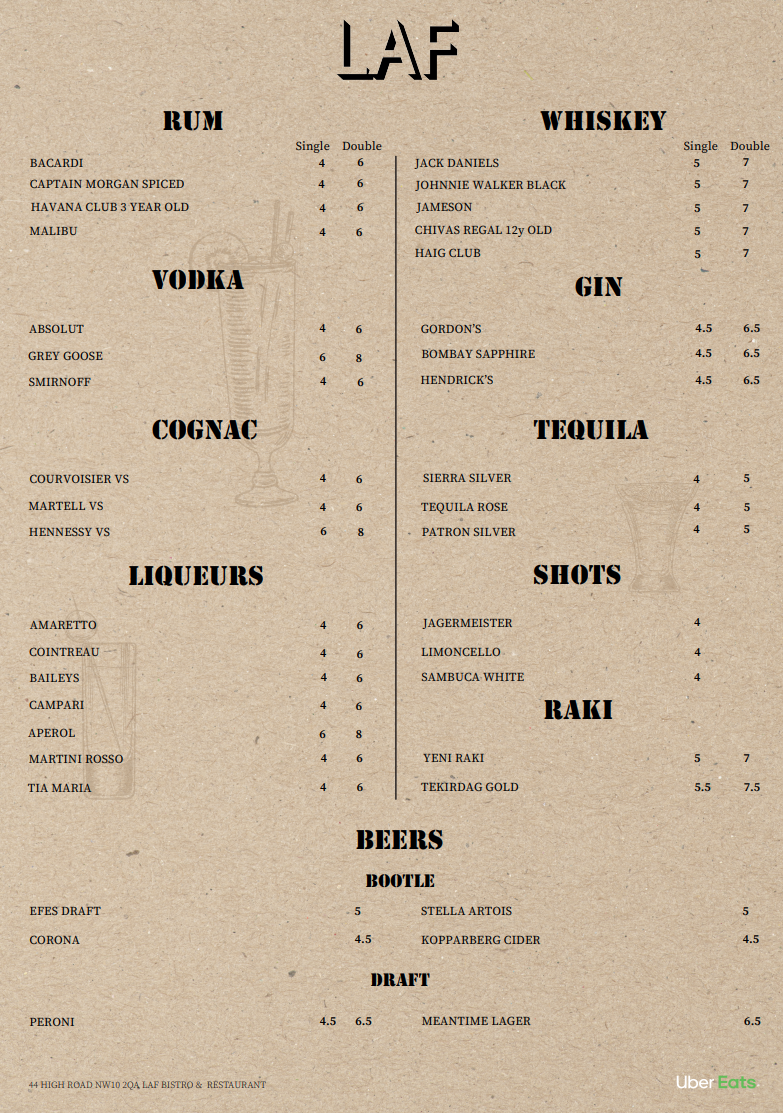 LAF
RUM
Single Double
BACARDI 4 6
CAPTAIN MORGAN SPICED 4 6
HAVANA CLUB 3 YEAR OLD 4 6
MALIBU 4 6
VODKA
ABSOLUT 4 6
GREY GOOSE 6 8
SMIRNOFF 4 6
COGNAC
COURVOISIER VS 4 6
MARTELL VS 4 6
HENNESSY VS 6 8
LIQUEURS
AMARETTO 4 6
COINTREAU 4 6
BAILEYS 4 6
CAMPARI 4 6
APEROL 6 8
MARTINI ROSSO 4 6
TIA MARIA 4 6
WHISKEY
Single Double
JACK DANIELS 5 7
JOHNNIE WALKER BLACK 5 7
JAMESON 5 7
CHIVAS REGAL 12y OLD 5 7
HAIG CLUB 5 7
GIN
GORDON'S 4.5 6.5
BOMBAY SAPPHIRE 4.5 6.5
HENDRICK'S 4.5 6.5
TEQUILA
SIERRA SILVER 4 5
TEQUILA ROSE 4 5
PATRON SILVER 4 5
SHOTS
JAGERMEISTER 4
LIMONCELLO 4
SAMBUCA WHITE 4
RAKI
YENI RAKI 5 7
TEKIRDAG GOLD 5.5 7.5
BEERS
BOOTLE
EFES DRAFT 5 STELLA ARTOIS 5
CORONA 4.5 KOPPARBERG CIDER 4.5
DRAFT
PERONI 4.5 6.5 MEANTIME LAGER 6.5
44 HIGH ROAD NW10 2QA LAF BISTRO & RESTAURANT
Uber Eats